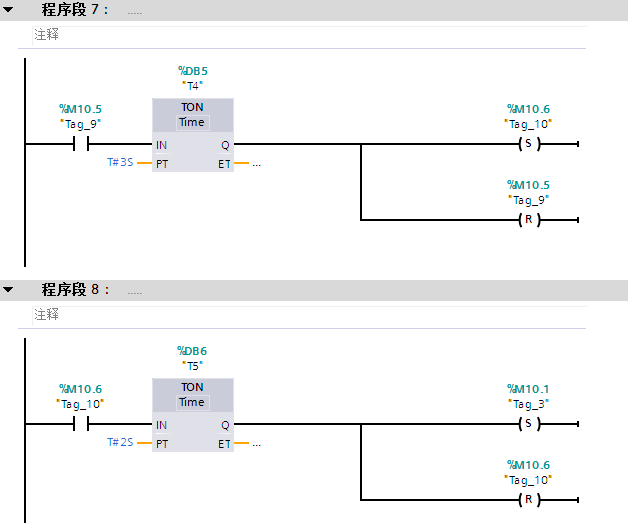 程序段 7： .....
注释
%DB5
"T4"
%M10.5
"Tag_9"
TON
Time
%M10.6
"Tag_10"
IN Q
S
T#3S PT ET ...
%M10.5
"Tag_9"
R
程序段 8： .....
注释
%DB6
"T5"
%M10.6
"Tag_10"
TON
Time
%M10.1
"Tag_3"
IN Q
S
T#2S PT ET ...
%M10.6
"Tag_10"
R